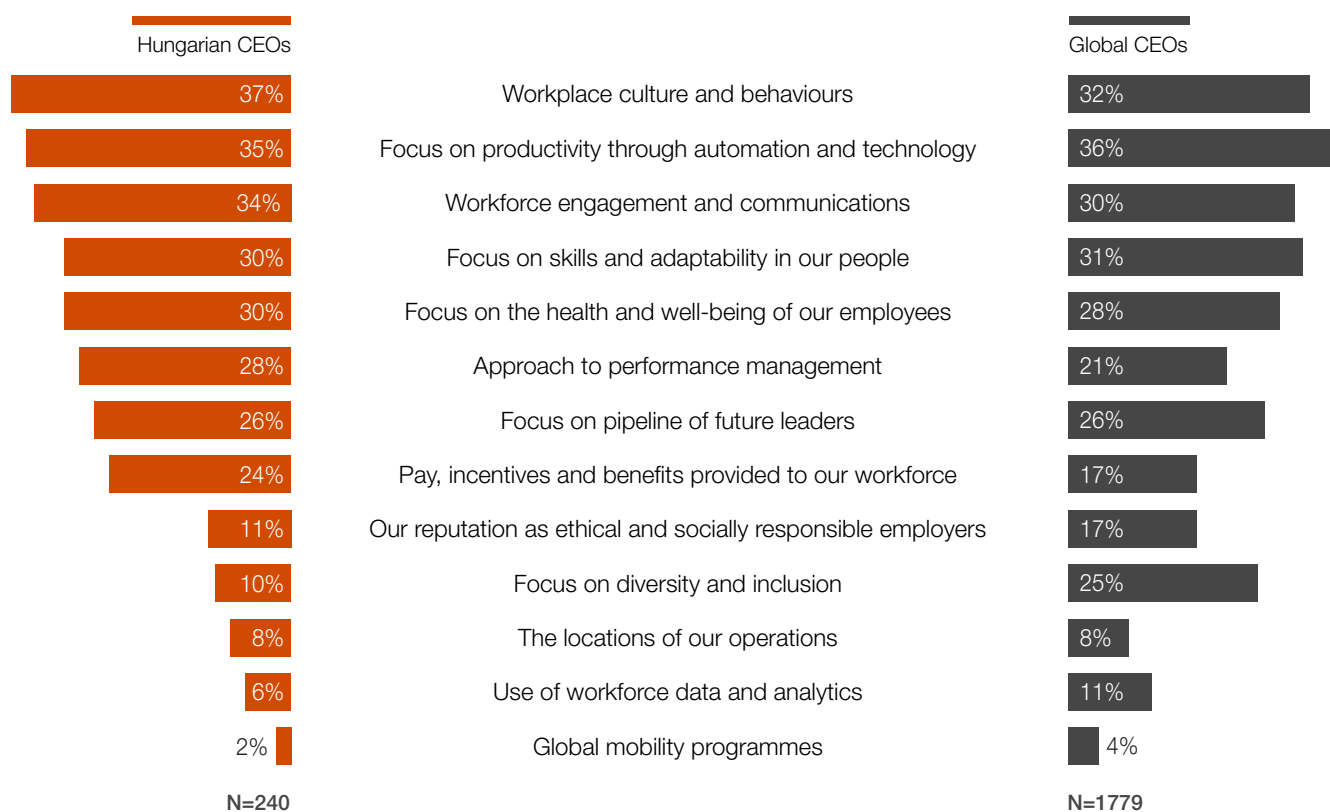 Hungarian CEOs Global CEOs
37% Workplace culture and behaviours 32%
35% Focus on productivity through automation and technology 36%
34% Workforce engagement and communications 30%
30% Focus on skills and adaptability in our people 31%
30% Focus on the health and well-being of our employees 28%
28% Approach to performance management 21%
26% Focus on pipeline of future leaders 26%
24% Pay, incentives and benefits provided to our workforce 17%
11% Our reputation as ethical and socially responsible employers 17%
10% Focus on diversity and inclusion 25%
8% The locations of our operations 8%
6% Use of workforce data and analytics 11%
2% Global mobility programmes 4%
N=240 N=1779